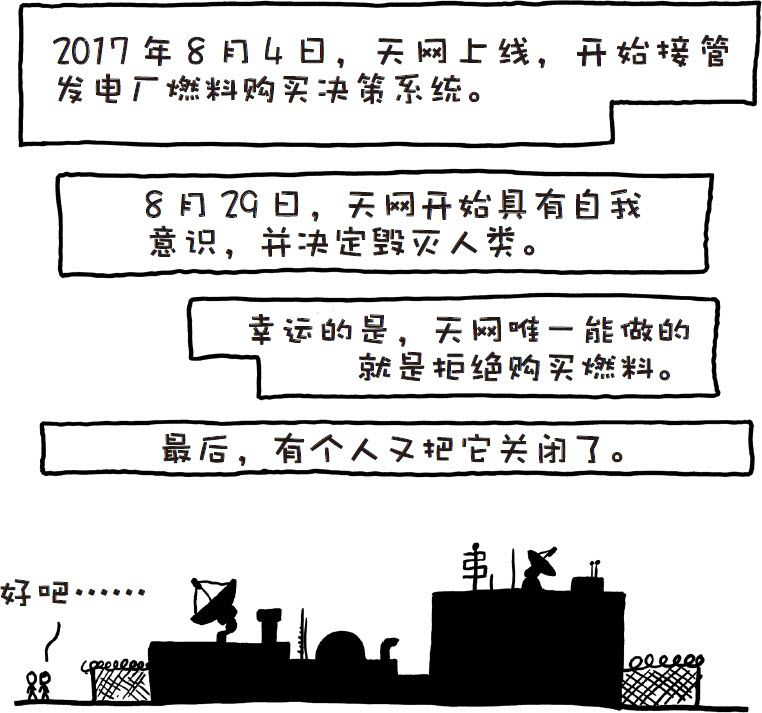 2017年8月4日，天网上线，开始接管
发电厂燃料购买决策系统。
8月29日，天网开始具有自我
意识，并决定毁灭人类。
幸运的是，天网唯一能做的
就是拒绝购买燃料。
最后，有个人又把它关闭了。
好吧……